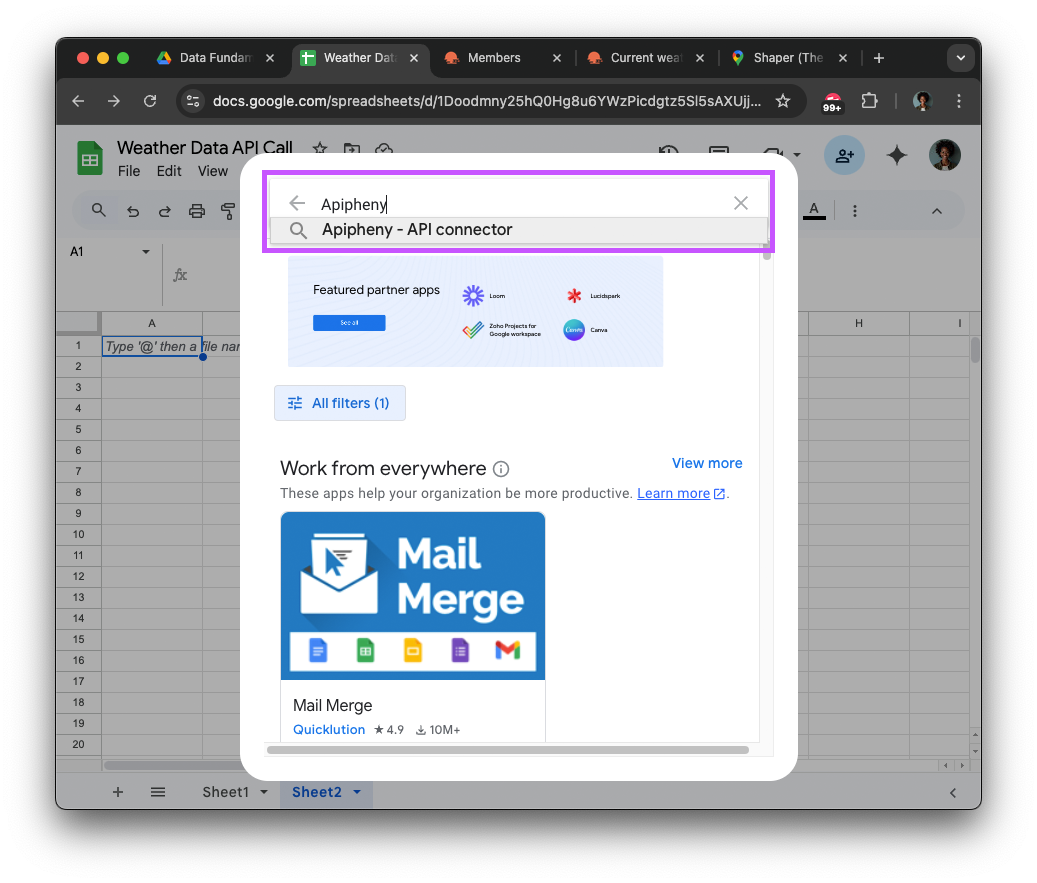 Data Fundam
Weather Dat
Members
Current weat
Shaper (The
docs.google.com/spreadsheets/d/1Doodmny25hQ0Hg8u6YWzPicdgtz5Sl5sAXUjj...
99+
Weather Data API Call
File Edit View
Apipheny
Apipheny - API connector
A
A1
fx
Featured partner apps
See all
Loom
Lucidspark
Zoho Projects for
Google workspace
Canva
Canva
A H I
1 Type '@' then a file nam
2
3
4
5
6
7
8
9
10
11
12
13
14
15
16
17
18
19
20
All filters (1)
Work from everywhere
View more
These apps help your organization be more productive. Learn more.
Mail
Merge
Mail Merge
Quicklution ★ 4.9 10M+
Sheet1 Sheet2